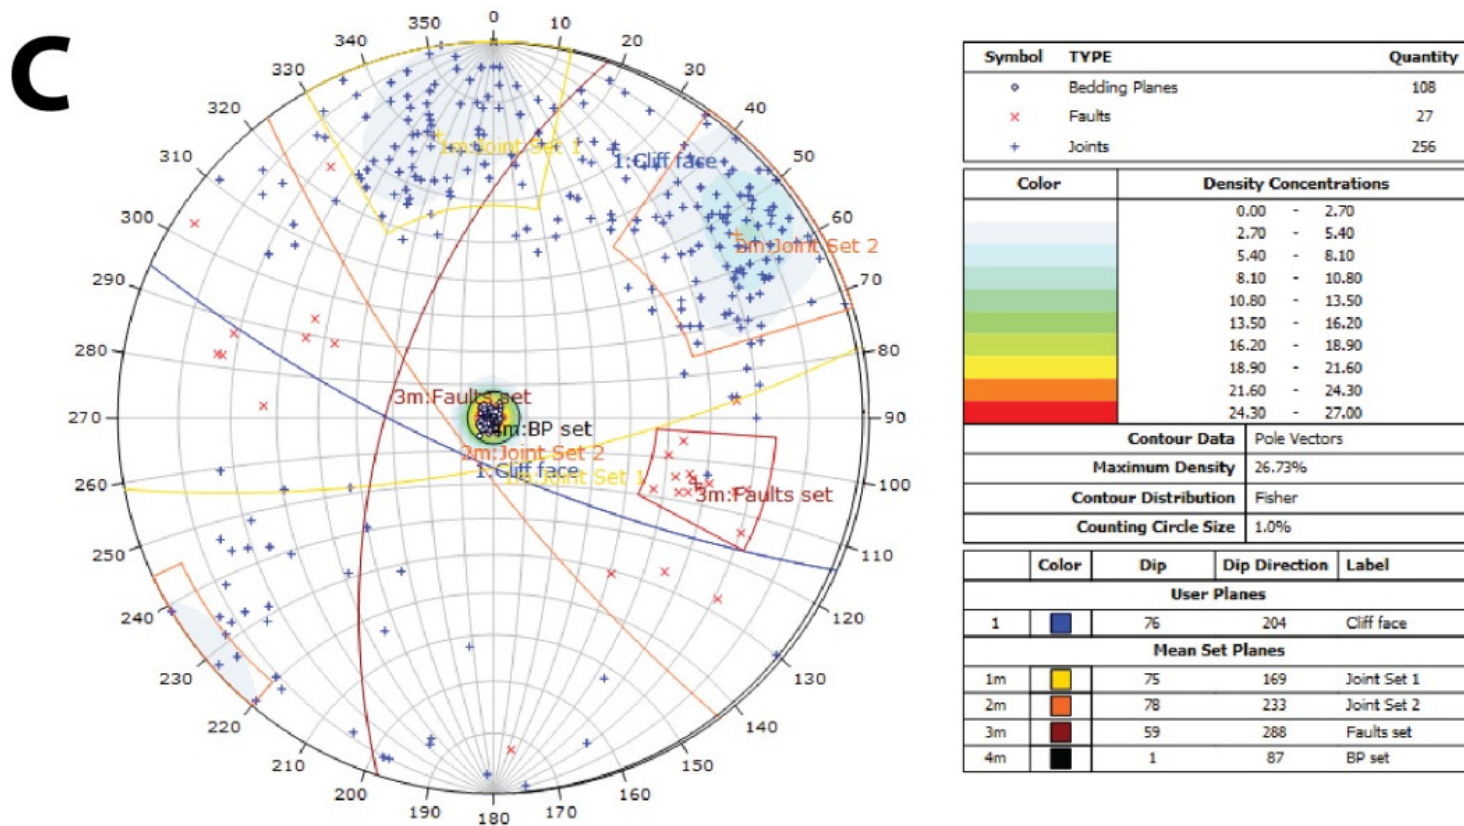 C
0
350
10
340
20
330
30
320
40
310
50
300
60
290
70
280
80
270
90
260
100
250
110
240
120
230
130
220
140
210
150
200
160
190
170
180
1m:Joint Set 1
1:Cliff face
2m:Joint Set 2
3m:Faults set
4m:BP set
2m:Joint Set 2
1:Cliff face
1m:Joint Set 1
3m:Faults set
Symbol TYPE Quantity
Bedding Planes 108
Faults 27
Joints 256
Color Density Concentrations
0.00 - 2.70
2.70 - 5.40
5.40 - 8.10
8.10 - 10.80
10.80 - 13.50
13.50 - 16.20
16.20 - 18.90
18.90 - 21.60
21.60 - 24.30
24.30 - 27.00
Contour Data Pole Vectors
Maximum Density 26.73%
Contour Distribution Fisher
Counting Circle Size 1.0%
Color Dip Dip Direction Label
User Planes
1 76 204 Cliff face
Mean Set Planes
1m 75 169 Joint Set 1
2m 78 233 Joint Set 2
3m 59 288 Faults set
4m 1 87 BP set